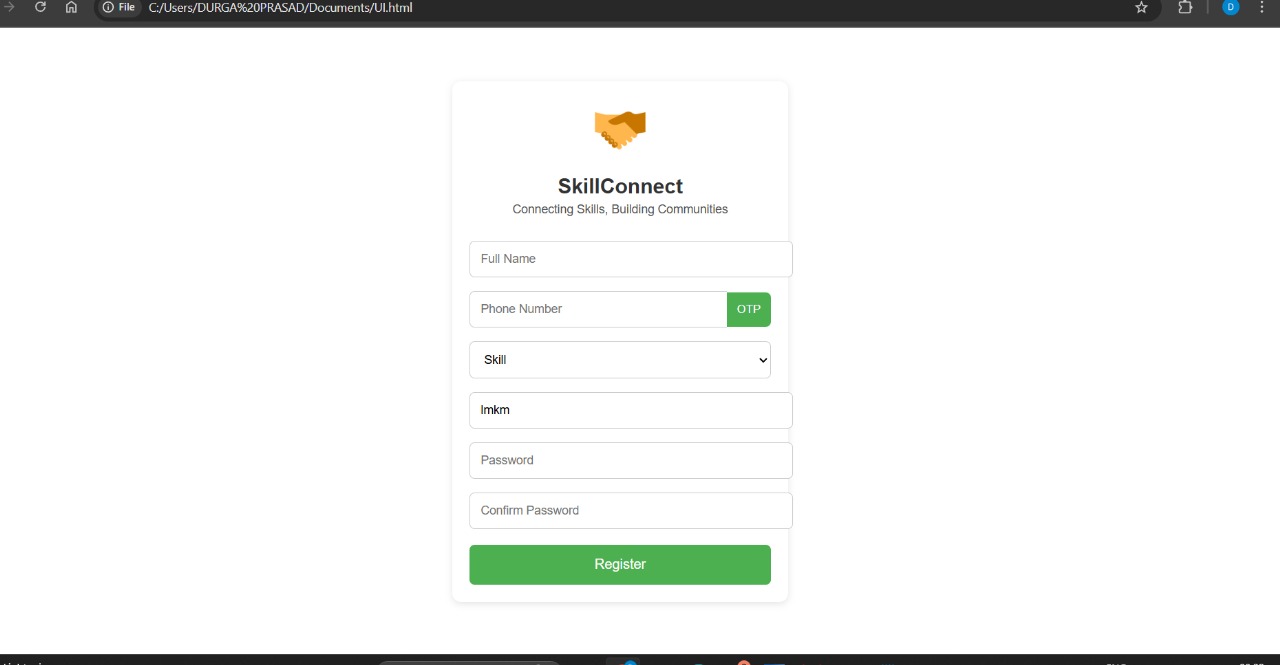 File C:/Users/DURGA%20PRASAD/Documents/UI.html
D
SkillConnect
Connecting Skills, Building Communities
Full Name
Phone Number OTP
Skill
lmkm
Password
Confirm Password
Register